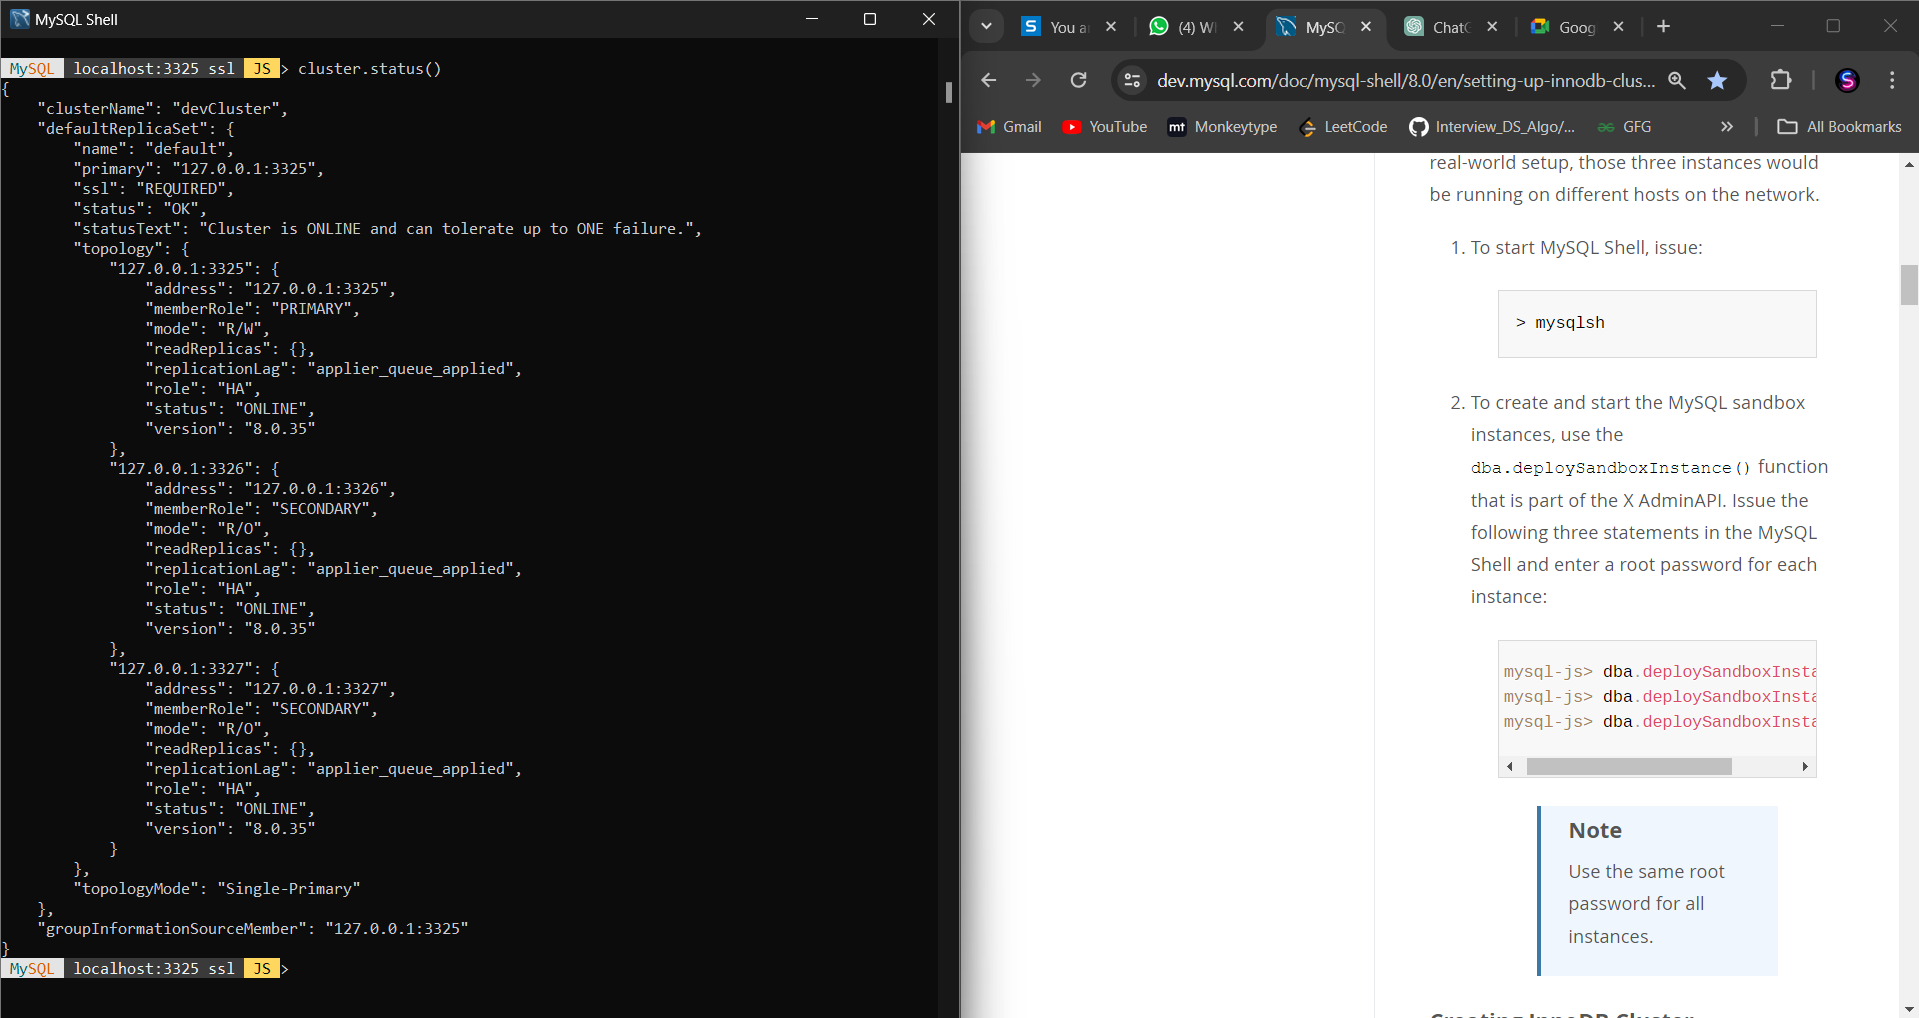 MySQL Shell
MySQL localhost:3325 ssl JS > cluster.status()
{
    "clusterName": "devCluster",
    "defaultReplicaSet": {
        "name": "default",
        "primary": "127.0.0.1:3325",
        "ssl": "REQUIRED",
        "status": "OK",
        "statusText": "Cluster is ONLINE and can tolerate up to ONE failure.",
        "topology": {
            "127.0.0.1:3325": {
                "address": "127.0.0.1:3325",
                "memberRole": "PRIMARY",
                "mode": "R/W",
                "readReplicas": {},
                "replicationLag": "applier_queue_applied",
                "role": "HA",
                "status": "ONLINE",
                "version": "8.0.35"
            },
            "127.0.0.1:3326": {
                "address": "127.0.0.1:3326",
                "memberRole": "SECONDARY",
                "mode": "R/O",
                "readReplicas": {},
                "replicationLag": "applier_queue_applied",
                "role": "HA",
                "status": "ONLINE",
                "version": "8.0.35"
            },
            "127.0.0.1:3327": {
                "address": "127.0.0.1:3327",
                "memberRole": "SECONDARY",
                "mode": "R/O",
                "readReplicas": {},
                "replicationLag": "applier_queue_applied",
                "role": "HA",
                "status": "ONLINE",
                "version": "8.0.35"
            }
        },
        "topologyMode": "Single-Primary"
    },
    "groupInformationSourceMember": "127.0.0.1:3325"
}
MySQL localhost:3325 ssl JS >
S You a
(4) W
MySQ
ChatG
Goog
dev.mysql.com/doc/mysql-shell/8.0/en/setting-up-innodb-clus...
S
Gmail YouTube mt Monkeytype LeetCode Interview_DS_Algo/... GFG » All Bookmarks
real-world setup, those three instances would
be running on different hosts on the network.
1. To start MySQL Shell, issue:
> mysqlsh
2. To create and start the MySQL sandbox
instances, use the
dba.deploySandboxInstance() function
that is part of the X AdminAPI. Issue the
following three statements in the MySQL
Shell and enter a root password for each
instance:
mysql-js> dba.deploySandboxInsta
mysql-js> dba.deploySandboxInsta
mysql-js> dba.deploySandboxInsta
Note
Use the same root
password for all
instances.
Creating InnoDB Cluster